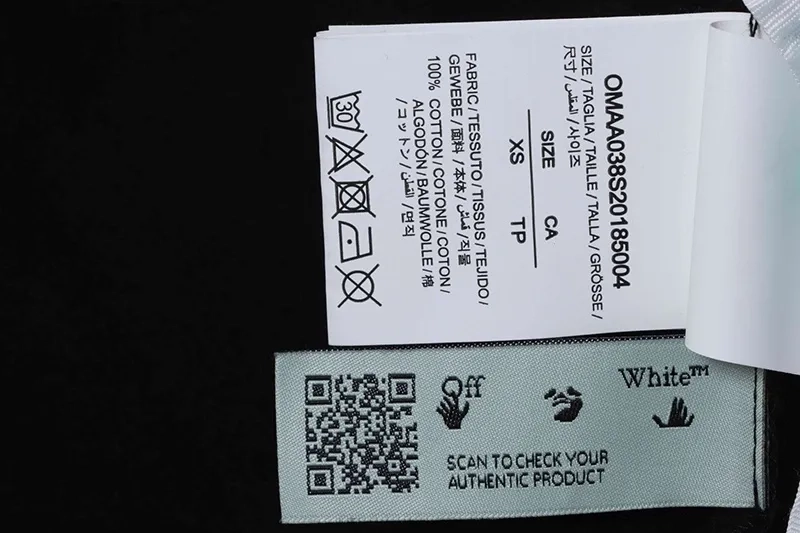 OMAA038S20185004
SIZE / TAGLIA / TAILLE / TALLA / GRÖSSE /
尺寸 / المقاس / 사이즈
SIZE CA
XS TP
FABRIC / TESSUTO / TISSUS / TEJIDO /
GEWEBE / 面料 / 本体 / قماش / 직물
100% COTTON / COTONE / COTON /
ALGODÓN / BAUMWOLLE / 棉
/ コットン / القطن / 면직
30
Off White™
SCAN TO CHECK YOUR
AUTHENTIC PRODUCT